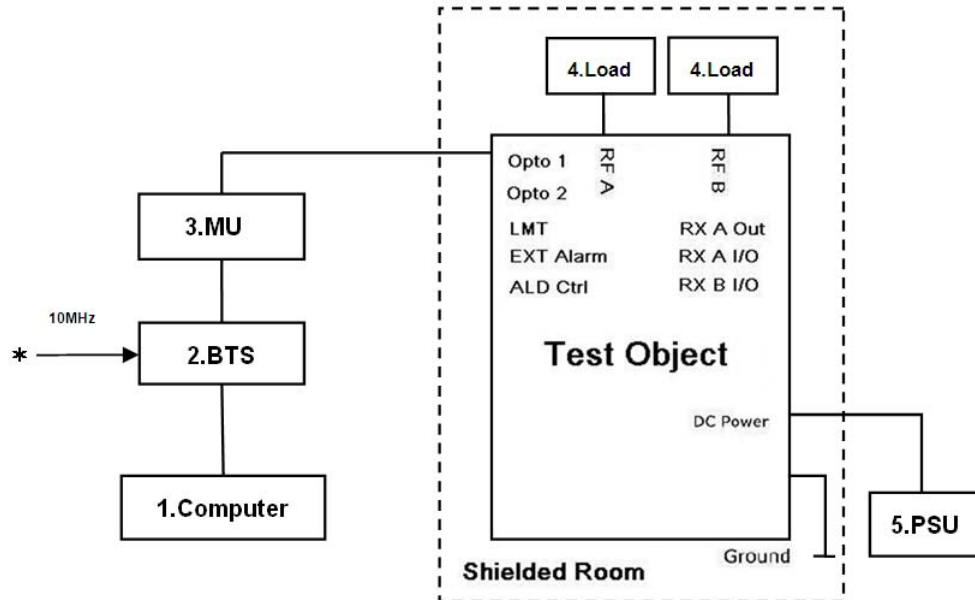 4.Load
4.Load
Opto 1
RF A
RF B
Opto 2
3.MU
LMT
RX A Out
EXT Alarm
RX A I/O
ALD Ctrl
RX B I/O
10MHz
*
2.BTS
Test Object
DC Power
1.Computer
5.PSU
Ground
Shielded Room